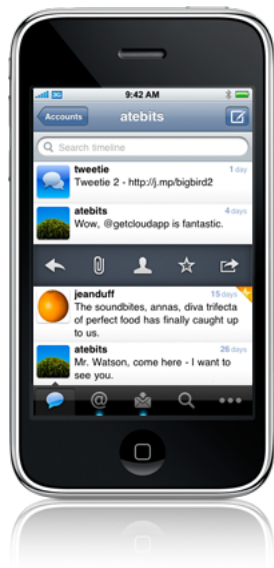 3G 9:42 AM
Accounts atebits
Search timeline
tweetie 1 day
Tweetie 2 - http://j.mp/bigbird2
atebits 4 days
Wow, @getcloudapp is fantastic.
jeanduff 15 days
The soundbites, annas, diva trifecta
of perfect food has finally caught up
to us.
atebits 26 days
Mr. Watson, come here - I want to
see you.
@